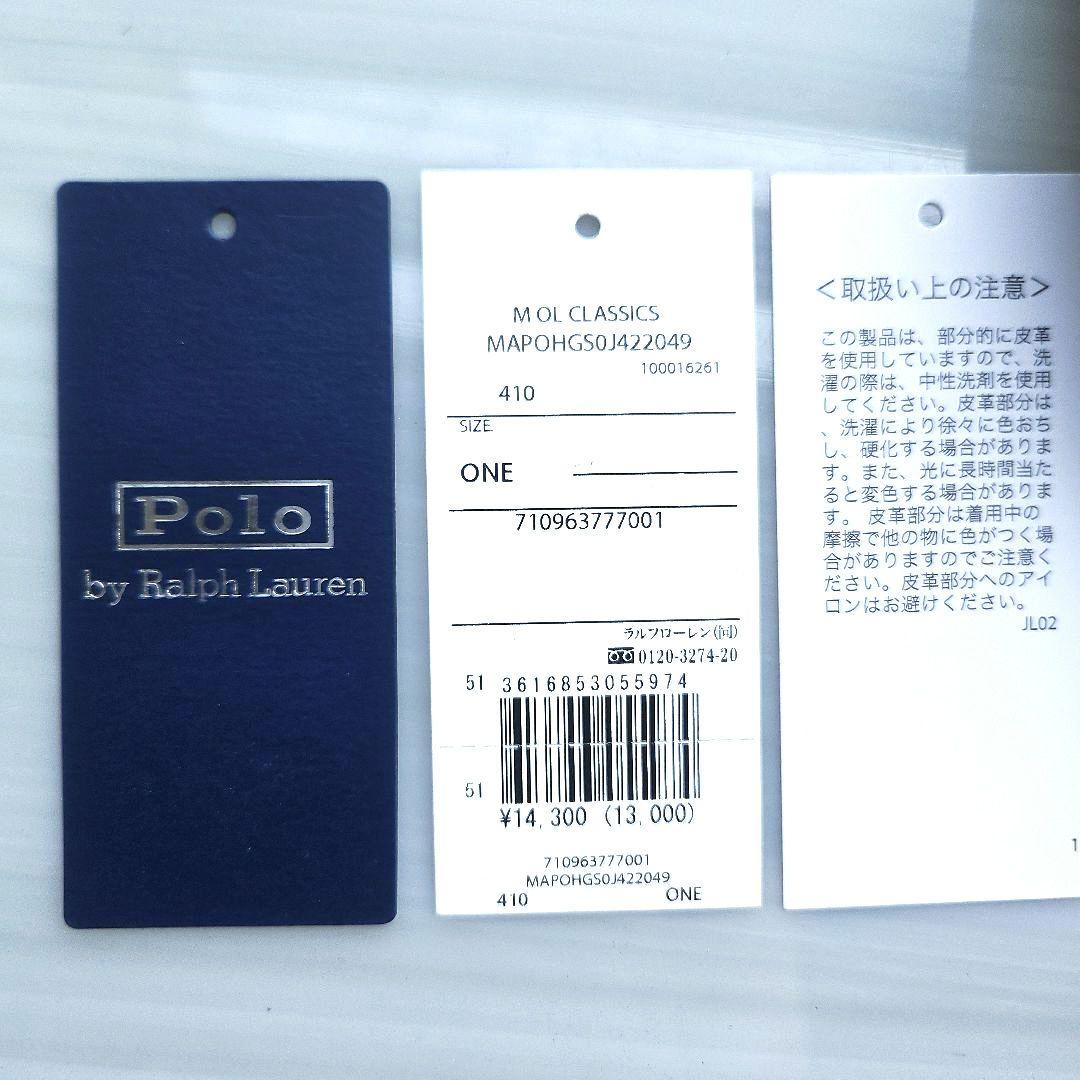 Polo
by Ralph Lauren
M OL CLASSICS
MAPOHGS0J422049
100016261
410
SIZE
ONE
710963777001
ラルフローレン(同)
0120-3274-20
51 3616853055974
51
¥14,300 (13,000)
710963777001
MAPOHGS0J422049
410 ONE
＜取扱い上の注意＞
この製品は、部分的に皮革
を使用していますので、洗
濯の際は、中性洗剤を使用
してください。皮革部分は
、洗濯により徐々に色おち
し、硬化する場合がありま
す。また、光に長時間当た
ると変色する場合がありま
す。 皮革部分は着用中の
摩擦で他の物に色がつく場
合がありますのでご注意く
ださい。皮革部分へのアイ
ロンはお避けください。
JL02
1